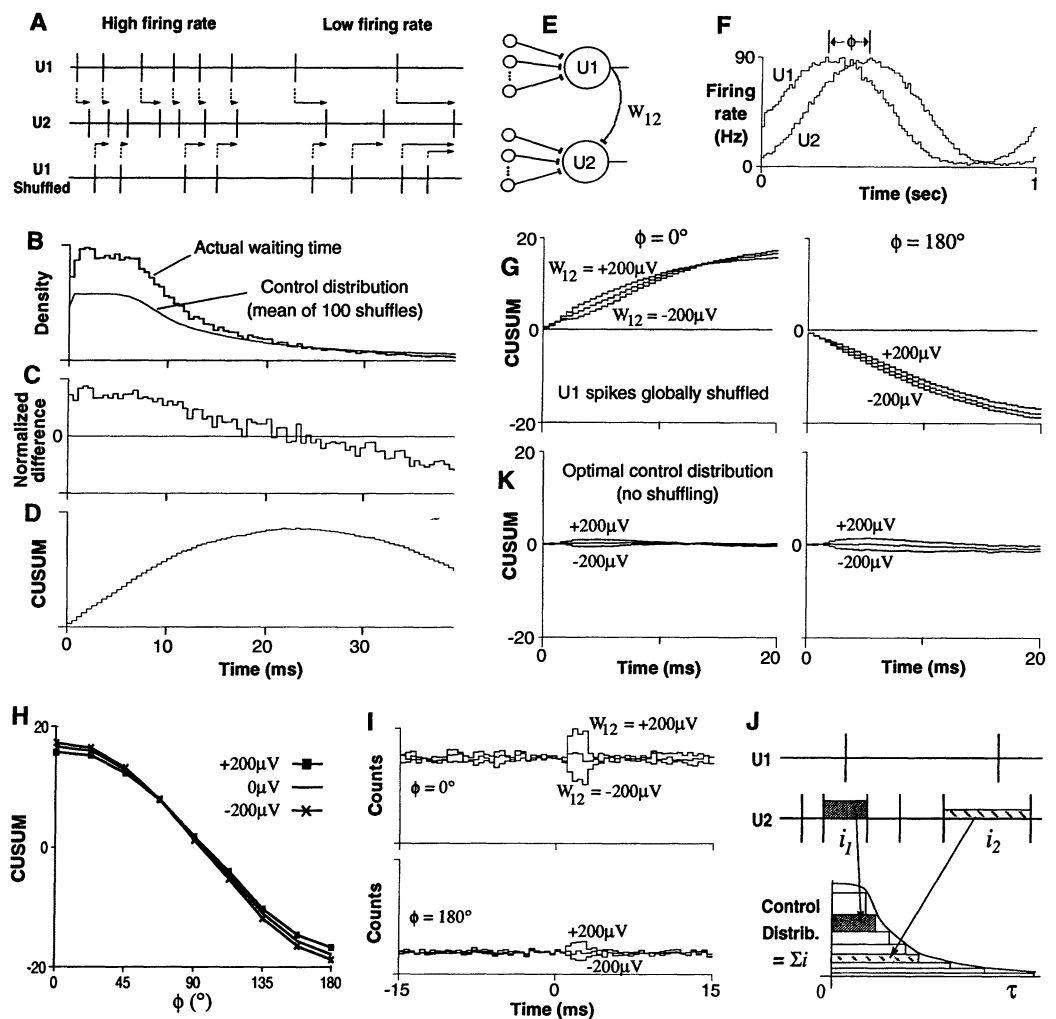 A
High firing rate
Low firing rate
U1
U2
U1
Shuffled
E
U1
W12
U2
F
ϕ
90
Firing
rate
(Hz)
0
U1
U2
0
1
Time (sec)
B
Actual waiting time
Control distribution
(mean of 100 shuffles)
Density
C
Normalized
difference
0
D
CUSUM
0
10
20
30
Time (ms)
G
ϕ = 0°
20
W12 = +200µV
W12 = -200µV
CUSUM
0
U1 spikes globally shuffled
-20
ϕ = 180°
0
+200µV
-200µV
K
20
Optimal control distribution
(no shuffling)
CUSUM
+200µV
0
-200µV
-20
0
20
Time (ms)
+200µV
0
-200µV
0
20
Time (ms)
H
20
+200µV
0µV
-200µV
CUSUM
0
-20
0
45
90
135
180
ϕ (°)
I
W12 = +200µV
Counts
ϕ = 0°
W12 = -200µV
Counts
ϕ = 180°
+200µV
-200µV
-15
0
15
Time (ms)
J
U1
U2
i1
i2
Control
Distrib.
= Σi
0
τ